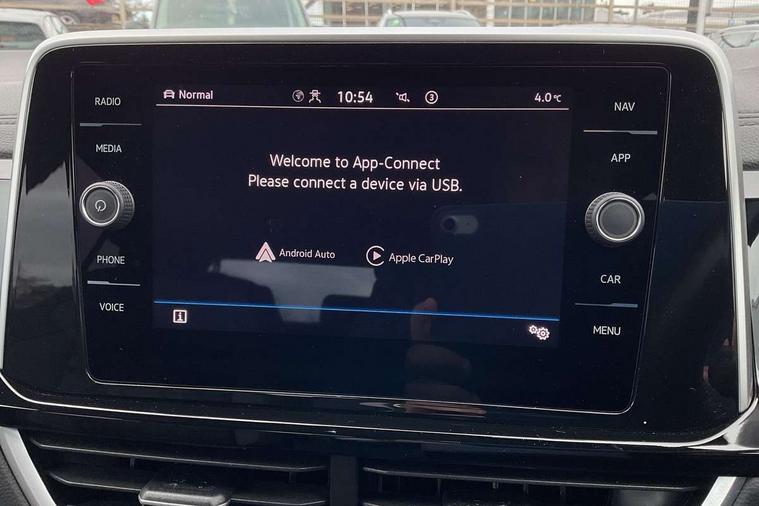 RADIO
MEDIA
PHONE
VOICE
Normal
10:54
3
4.0°C
Welcome to App-Connect
Please connect a device via USB.
Android Auto
Apple CarPlay
i
NAV
APP
CAR
MENU